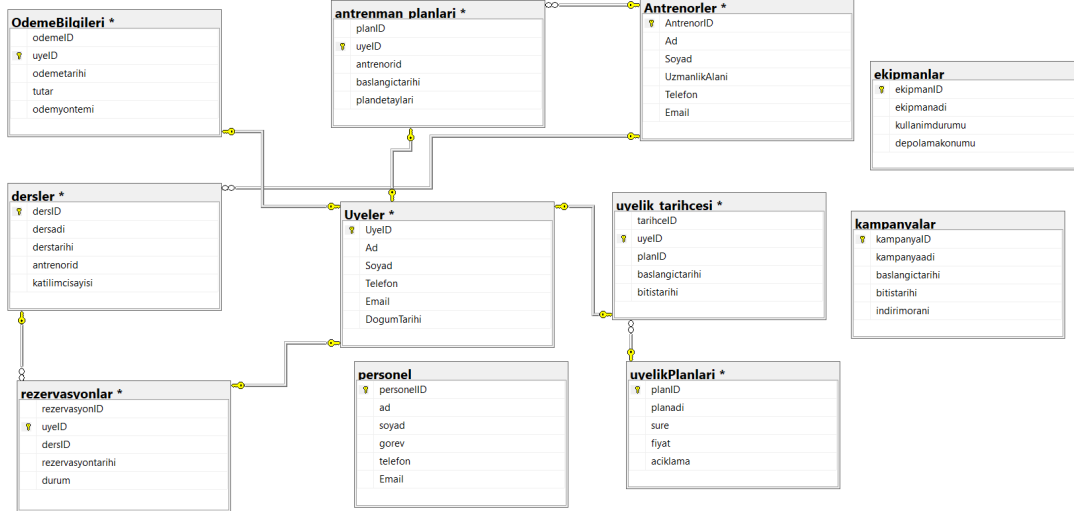 OdemeBilgileri *
odemeID
uyeID
odemetarihi
tutar
odemyontemi
antrenman_planlari *
planID
uyeID
antrenorid
baslangictarihi
plandetaylari
Antrenorler *
AntrenorID
Ad
Soyad
UzmanlikAlani
Telefon
Email
ekipmanlar
ekipmanID
ekipmanadi
kullanimdurumu
depolamakonumu
dersler *
dersID
dersadi
derstarihi
antrenorid
katilimcisayisi
Uyeler *
UyeID
Ad
Soyad
Telefon
Email
DogumTarihi
uyelik_tarihcesi *
tarihceID
uyeID
planID
baslangictarihi
bitistarihi
kampanyalar
kampanyaID
kampanyaadi
baslangictarihi
bitistarihi
indirimorani
rezervasyonlar *
rezervasyonID
uyeID
dersID
rezervasyontarihi
durum
personel
personelID
ad
soyad
gorev
telefon
Email
uyelikPlanlari *
planID
planadi
sure
fiyat
aciklama